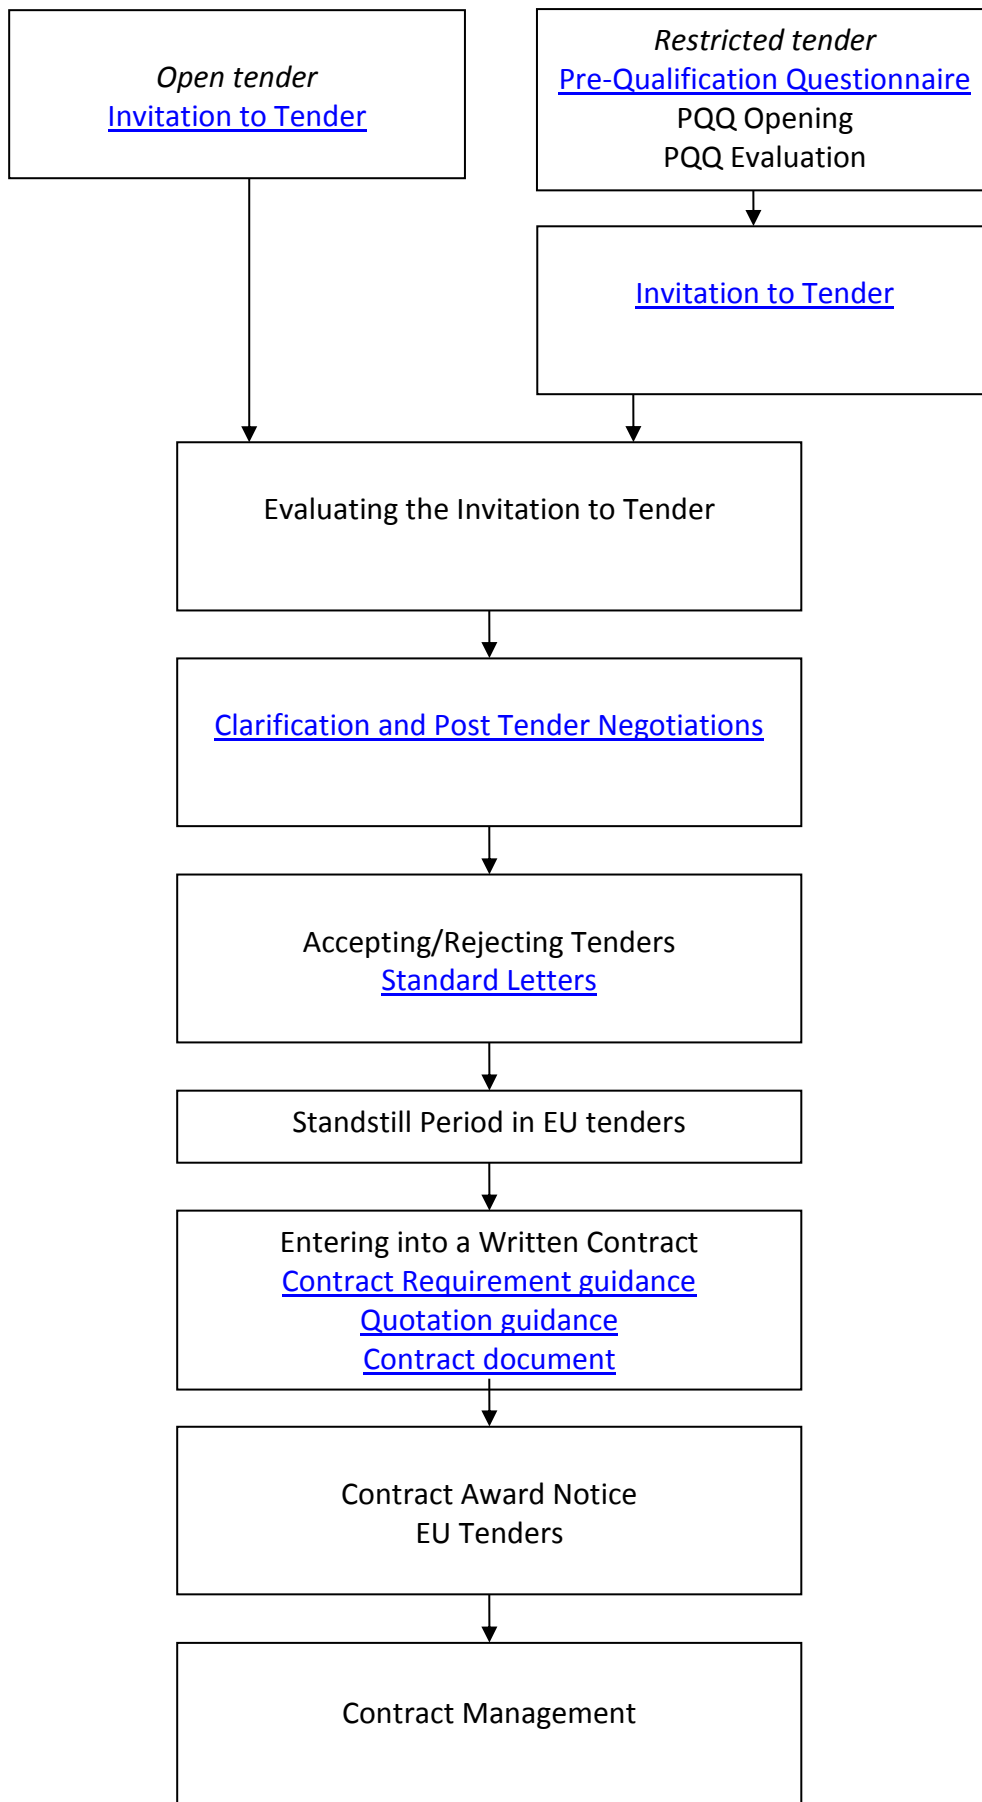 Open tender
Invitation to Tender
Restricted tender
Pre-Qualification Questionnaire
PQQ Opening
PQQ Evaluation
Invitation to Tender
Evaluating the Invitation to Tender
Clarification and Post Tender Negotiations
Accepting/Rejecting Tenders
Standard Letters
Standstill Period in EU tenders
Entering into a Written Contract
Contract Requirement guidance
Quotation guidance
Contract document
Contract Award Notice
EU Tenders
Contract Management